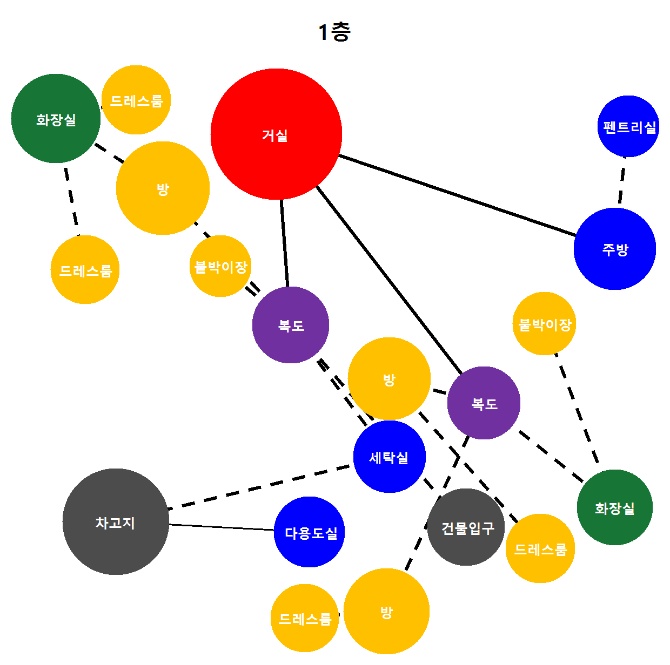 1층
드레스룸
화장실
거실
펜트리실
방
주방
드레스룸
붙박이장
복도
붙박이장
방
복도
세탁실
화장실
차고지
다용도실
건물입구
드레스룸
드레스룸
방